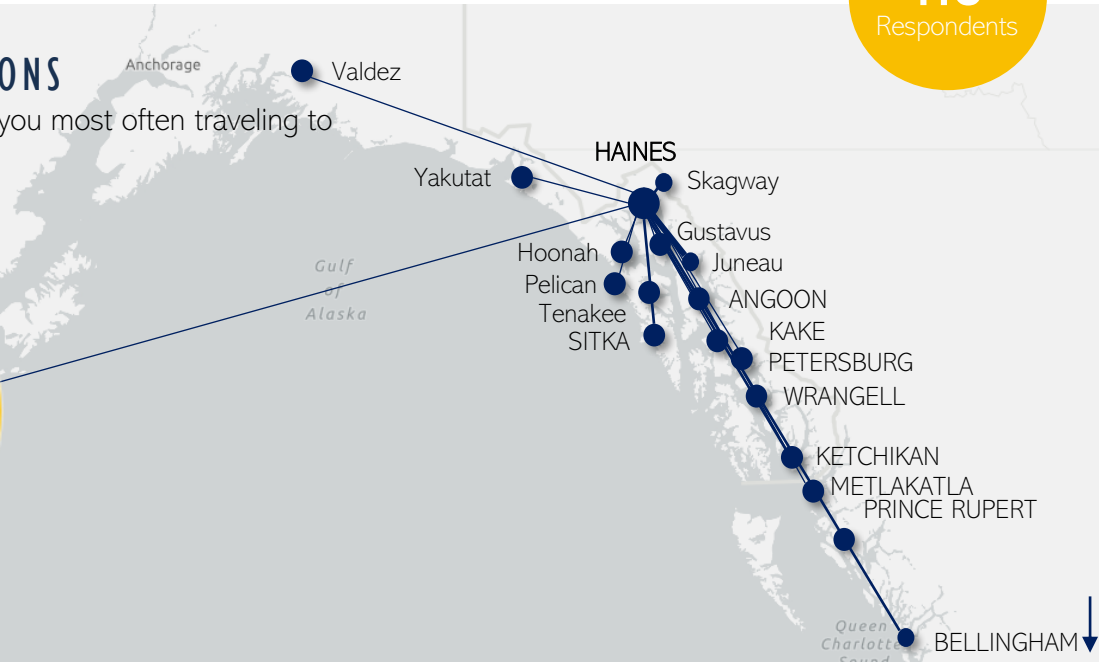 Respondents
ONS
Anchorage
Valdez
you most often traveling to
HAINES
Yakutat
Skagway
Gustavus
Hoonah
Juneau
Gulf
of
Alaska
Pelican
ANGOON
Tenakee
KAKE
SITKA
PETERSBURG
WRANGELL
KETCHIKAN
METLAKATLA
PRINCE RUPERT
Queen
Charlotte
Sound
BELLINGHAM